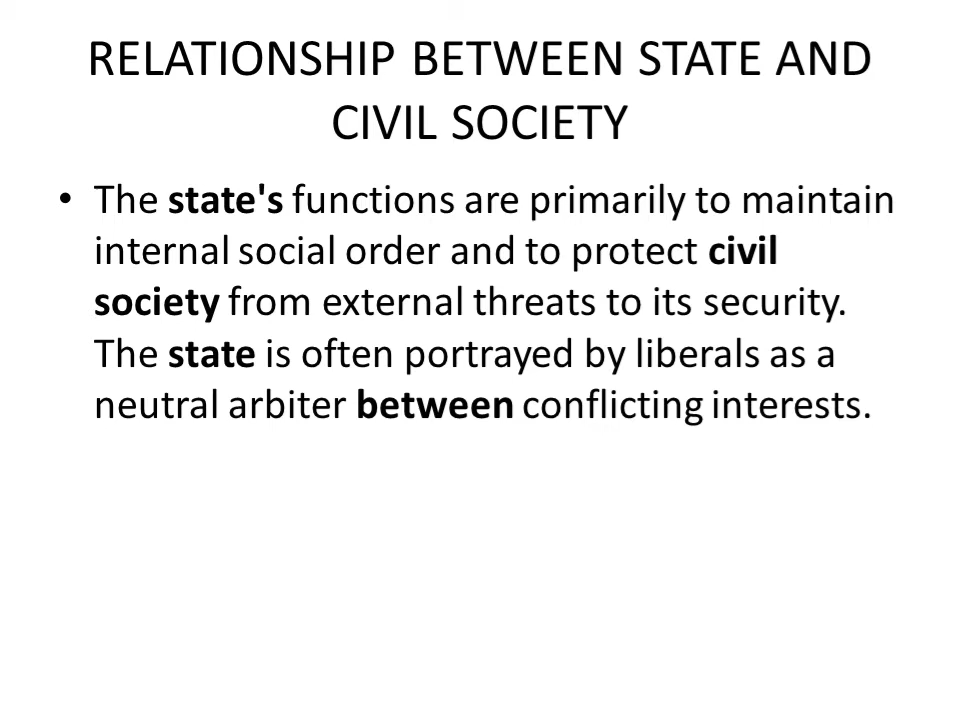 RELATIONSHIP BETWEEN STATE AND
CIVIL SOCIETY
• The state's functions are primarily to maintain
internal social order and to protect civil
society from external threats to its security.
The state is often portrayed by liberals as a
neutral arbiter between conflicting interests.